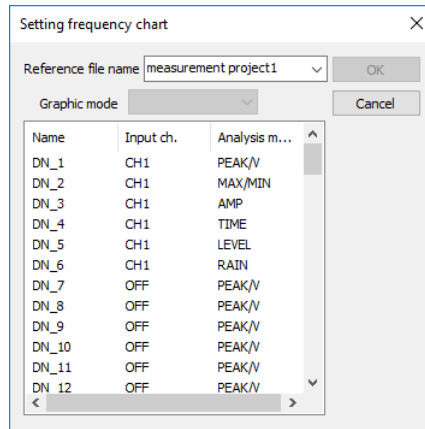 Setting frequency chart
Reference file name measurement project1 OK
Graphic mode Cancel
Name Input ch. Analysis m...
DN_1 CH1 PEAK/V
DN_2 CH1 MAX/MIN
DN_3 CH1 AMP
DN_4 CH1 TIME
DN_5 CH1 LEVEL
DN_6 CH1 RAIN
DN_7 OFF PEAK/V
DN_8 OFF PEAK/V
DN_9 OFF PEAK/V
DN_10 OFF PEAK/V
DN_11 OFF PEAK/V
DN_12 OFF PEAK/V